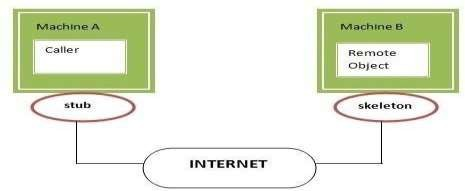 Machine A
Caller
stub
Machine B
Remote
Object
skeleton
INTERNET